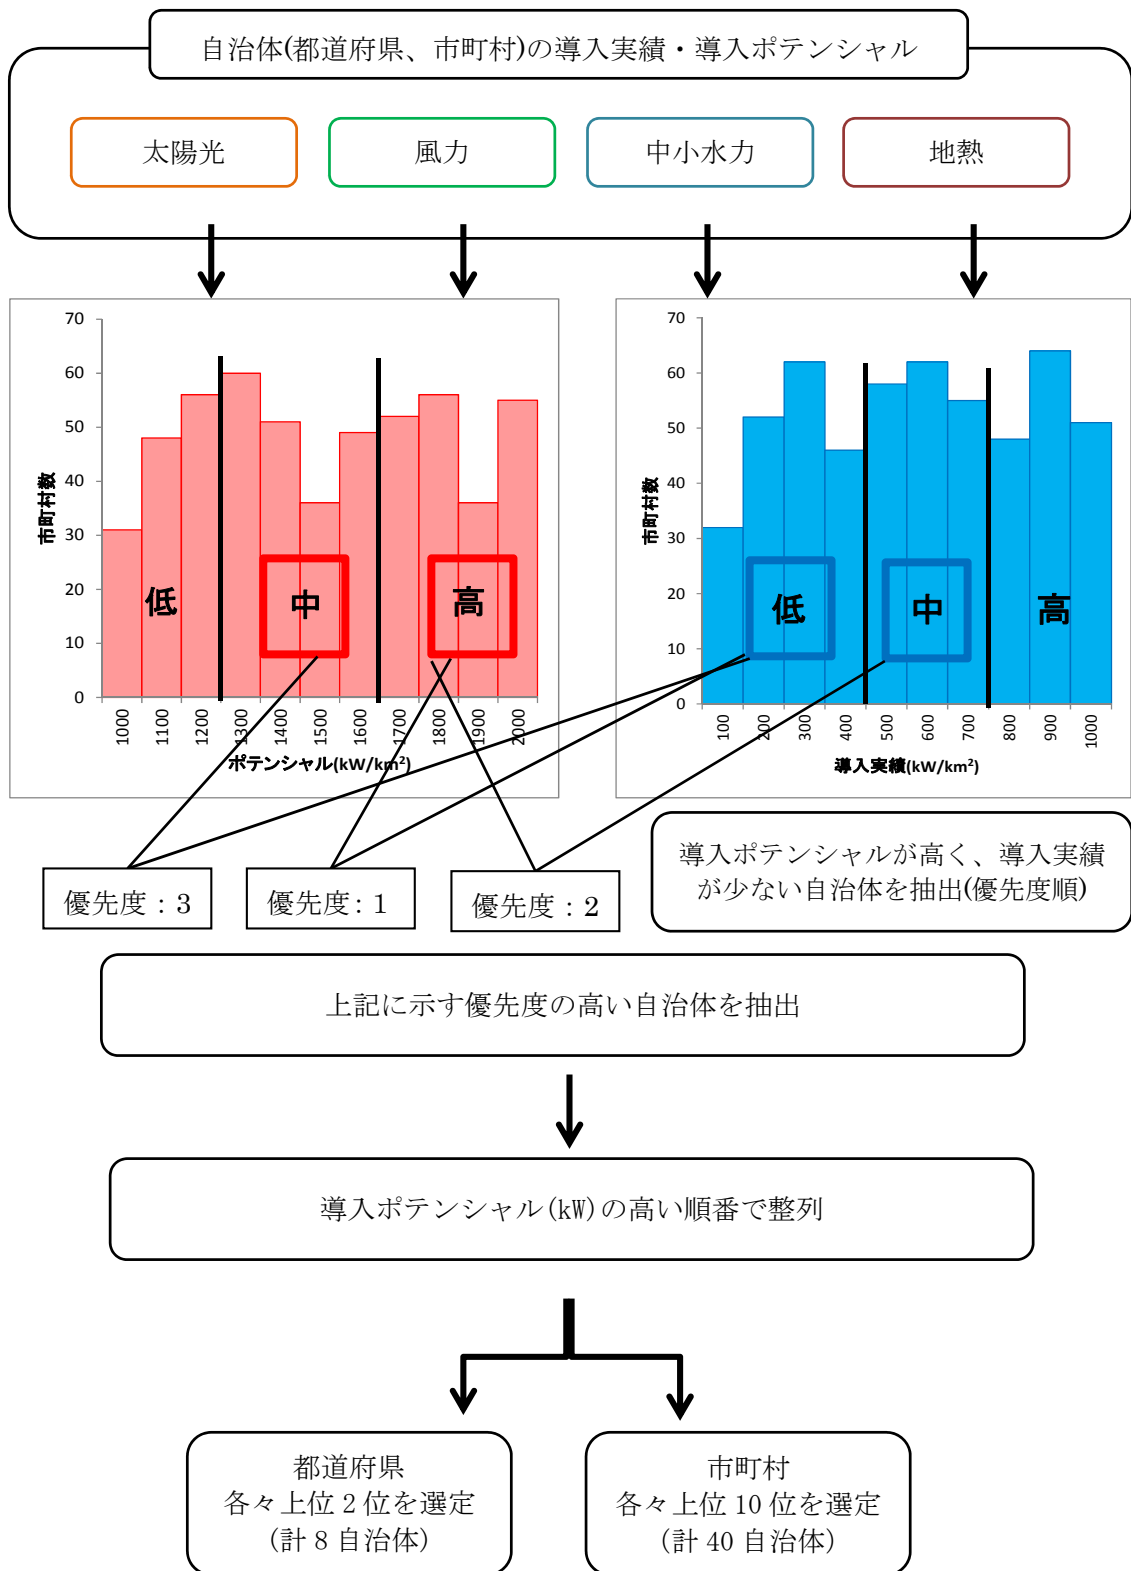 自治体(都道府県、市町村)の導入実績・導入ポテンシャル
太陽光
風力
中小水力
地熱
70
60
50
40
30
20
10
0
市町村数
低
中
高
1000
1100
1200
1300
1400
1500
1600
1700
1800
1900
2000
ポテンシャル(kW/km²)
70
60
50
40
30
20
10
0
市町村数
低
中
高
100
200
300
400
500
600
700
800
900
1000
導入実績(kW/km²)
優先度：3
優先度：1
優先度：2
導入ポテンシャルが高く、導入実績
が少ない自治体を抽出(優先度順)
上記に示す優先度の高い自治体を抽出
導入ポテンシャル(kW)の高い順番で整列
都道府県
各々上位 2 位を選定
(計 8 自治体)
市町村
各々上位 10 位を選定
(計 40 自治体)